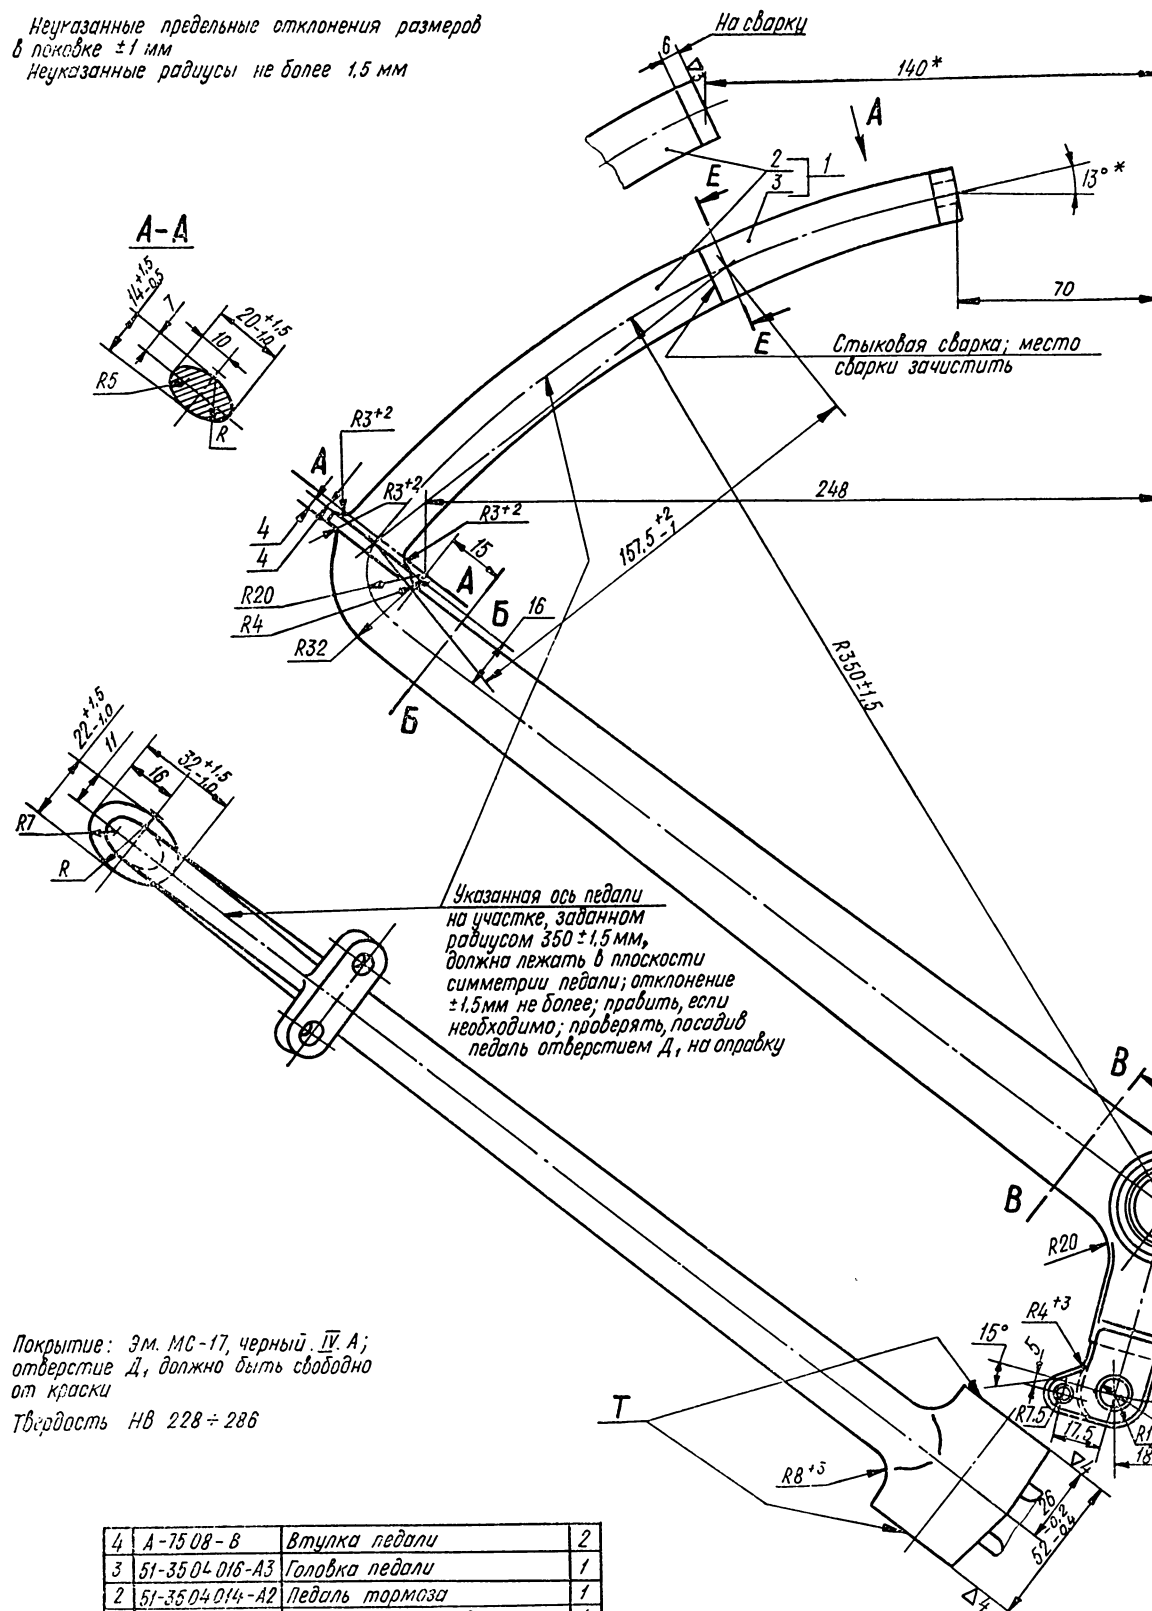 Неуказанные предельные отклонения размеров
в поковке ±1 мм
Неуказанные радиусы не более 1,5 мм
На сварку
6
▽3
140*
А
2
3
1
Е
13°*
А-А
14+1,5-0,5
7
20+1,5-1,0
10
R5
R
70
Е
Стыковая сварка; место
сварки зачистить
R3+2
А
R3+2
248
R3+2
4
4
157,5+2-1
15
А
R20
Б
16
R4
R32
R350±1,5
Б
22+1,5-1,0
11
16
32+1,5-1,0
R7
R
Указанная ось педали
на участке, заданном
радиусом 350±1,5мм,
должна лежать в плоскости
симметрии педали; отклонение
±1,5мм не более; править, если
необходимо; проверять, посадив
педаль отверстием Д₁ на оправку
В
В
R20
R4+3
15°
5
Покрытие: Эм. МС-17, черный. IV. А;
отверстие Д₁ должно быть свободно
от краски
Твердость НВ 228÷286
Т
R7,5
17,5
R1
18
▽4
R8+3
26-0,2
52-0,4
▽4
4 А-7508-В Втулка педали 2
3 51-3504016-А3 Головка педали 1
2 51-3504014-А2 Педаль тормоза 1